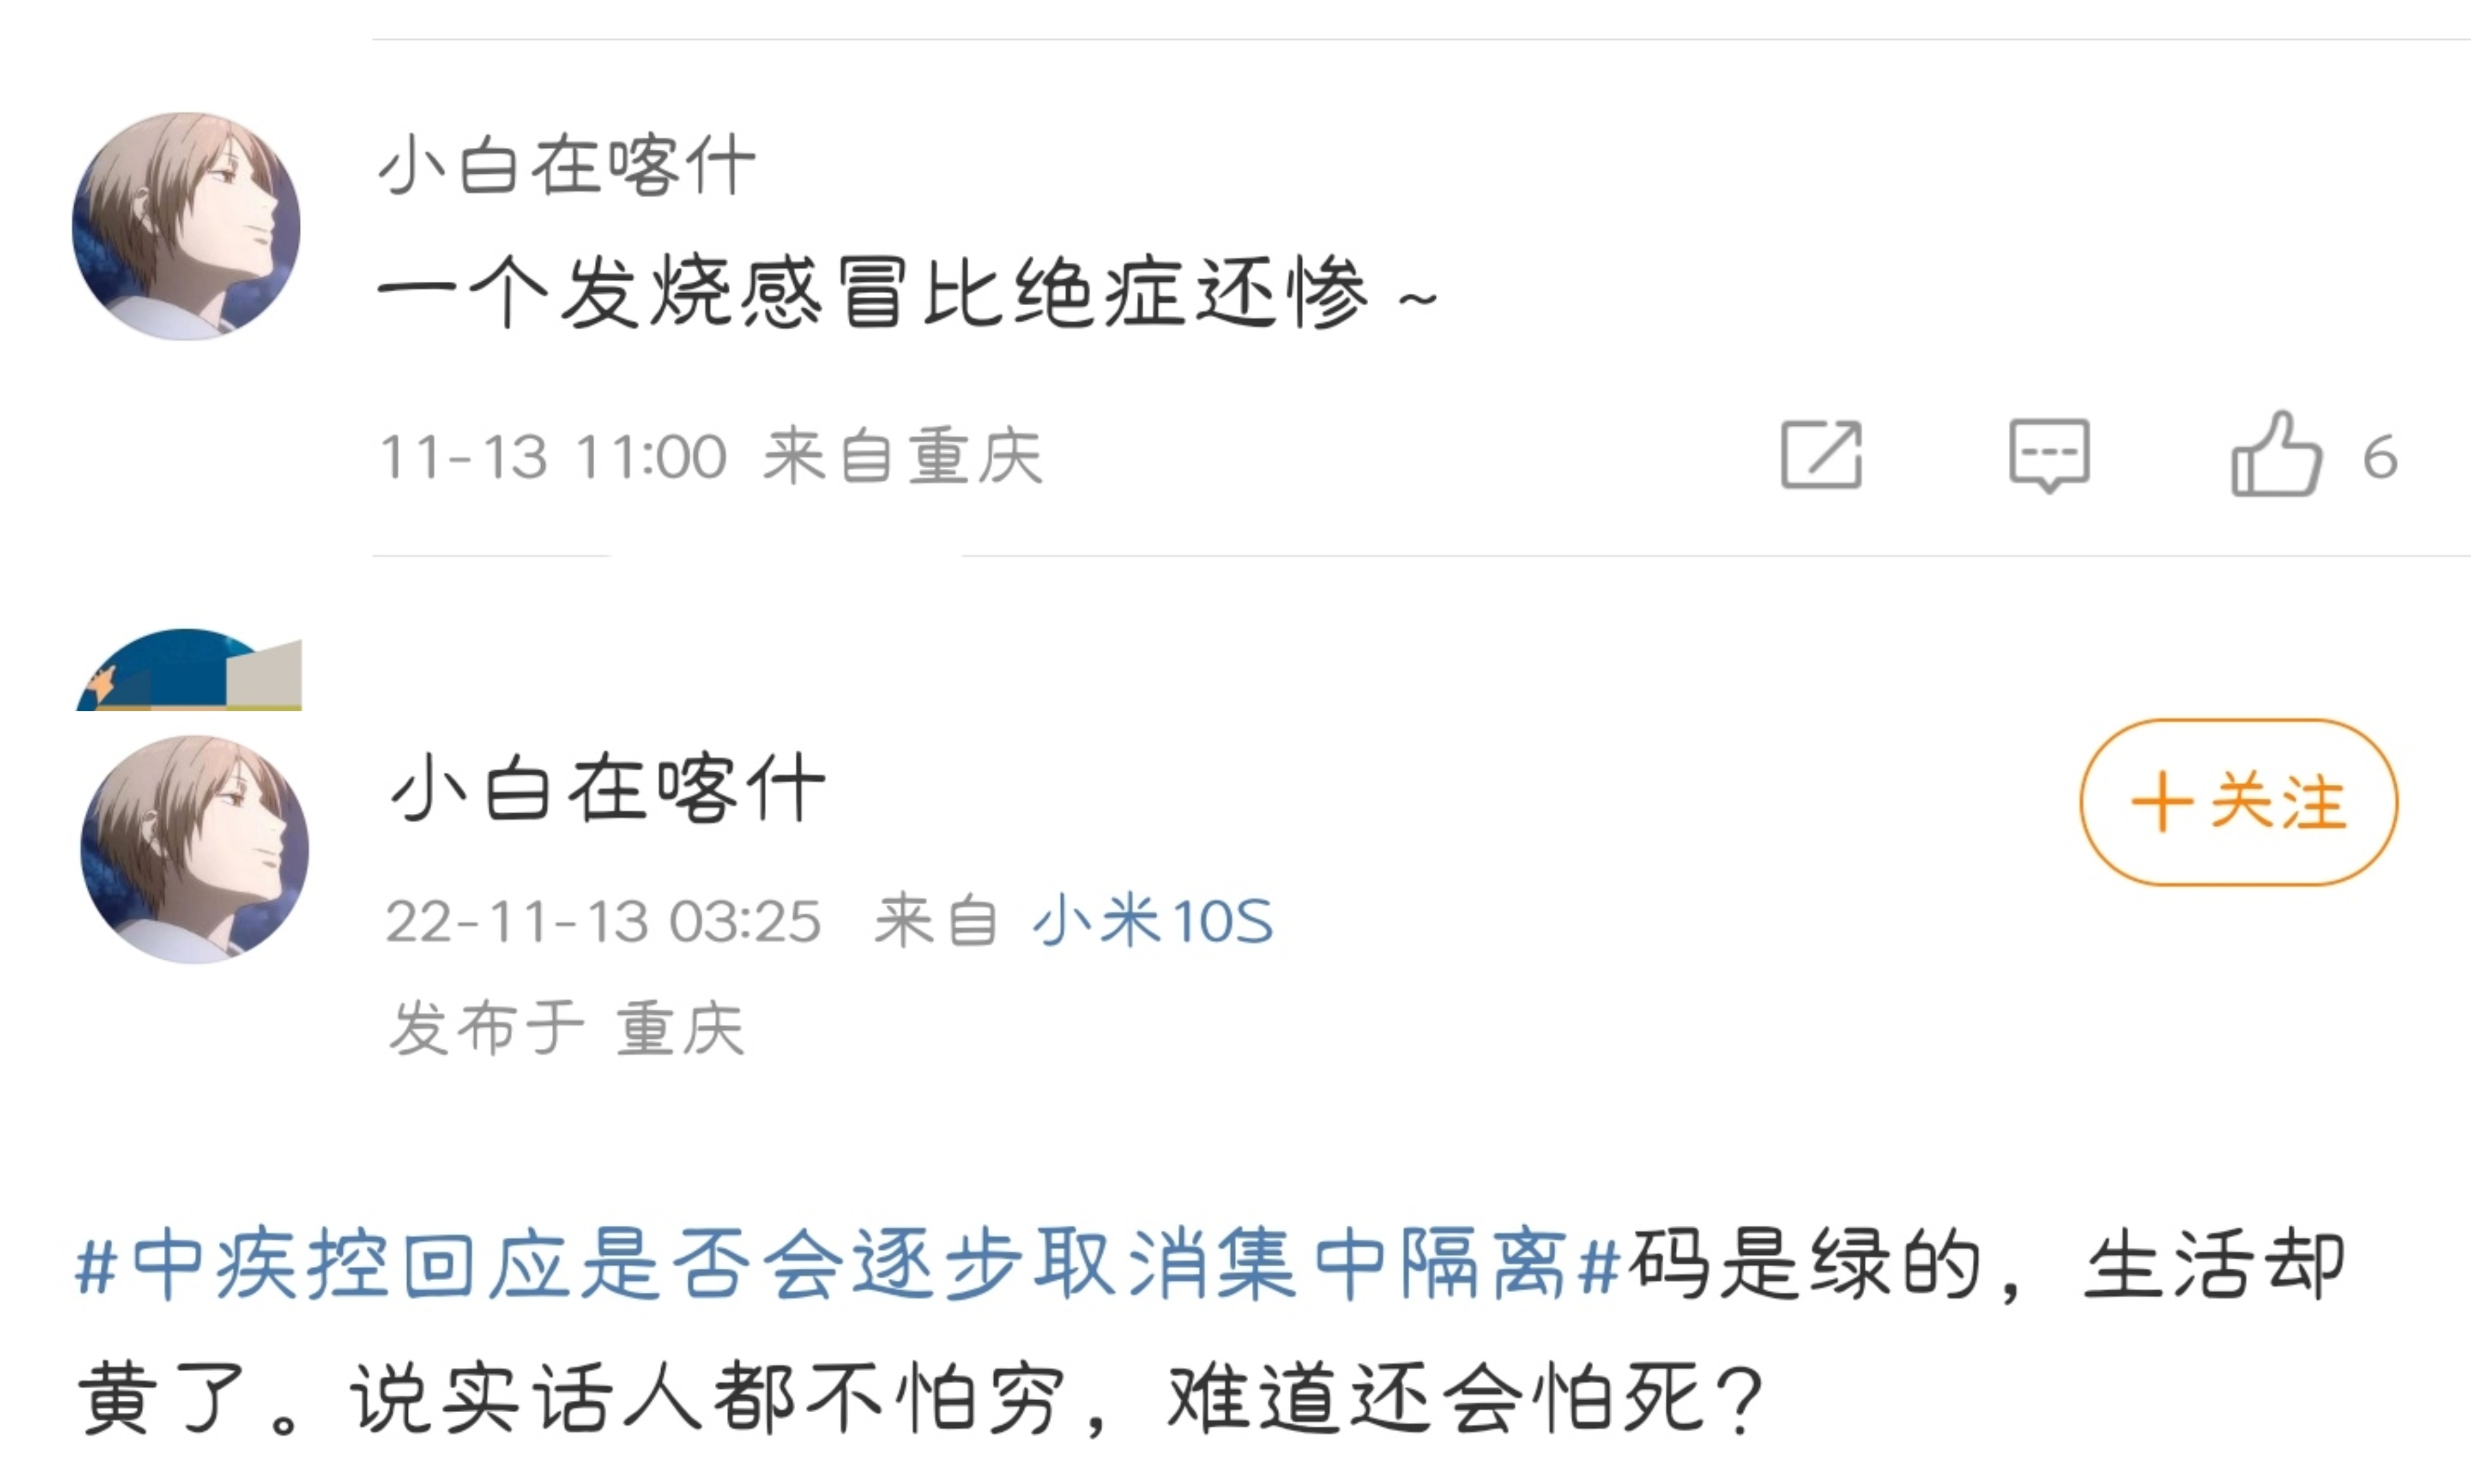 小白在喀什
一个发烧感冒比绝症还惨~
11-13 11:00 来自重庆
6
小白在喀什
+关注
22-11-13 03:25 来自 小米10S
发布于 重庆
#中疾控回应是否会逐步取消集中隔离#码是绿的，生活却
黄了。说实话人都不怕穷，难道还会怕死？